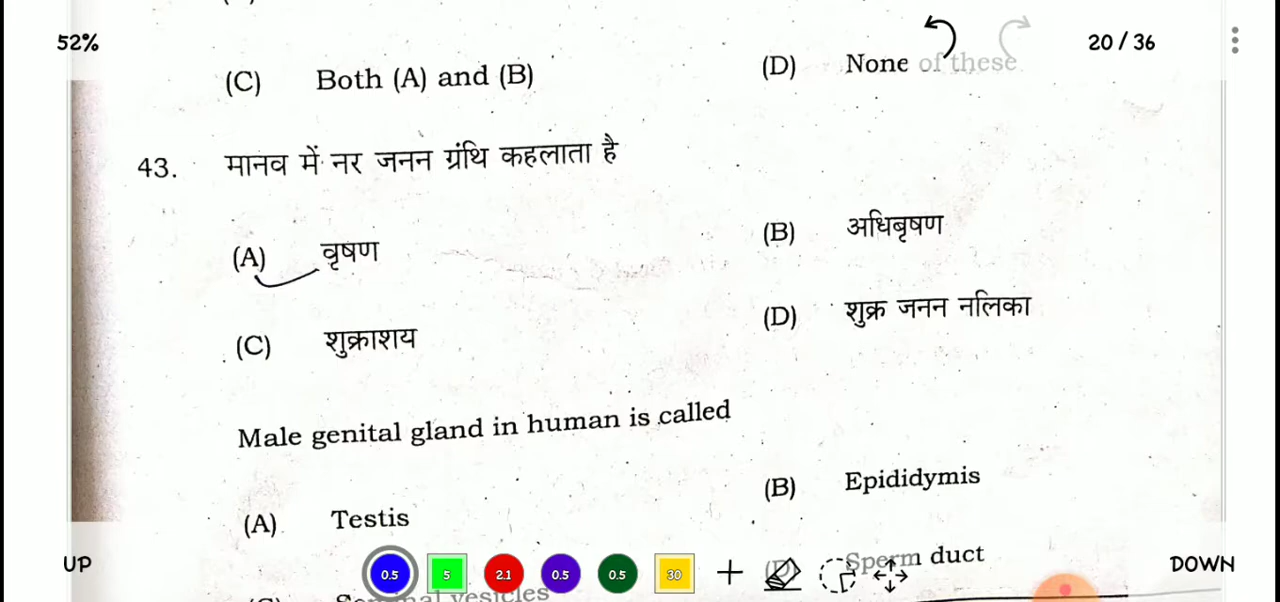 52%
20 / 36
(C) Both (A) and (B) (D) None of these
43. मानव में नर जनन ग्रंथि कहलाता है
(A) वृषण (B) अधिबृषण
(C) शुक्राशय (D) शुक्र जनन नलिका
Male genital gland in human is called
(A) Testis (B) Epididymis
Sperm duct
vesicles
UP 0.5 5 2.1 0.5 0.5 30 + DOWN